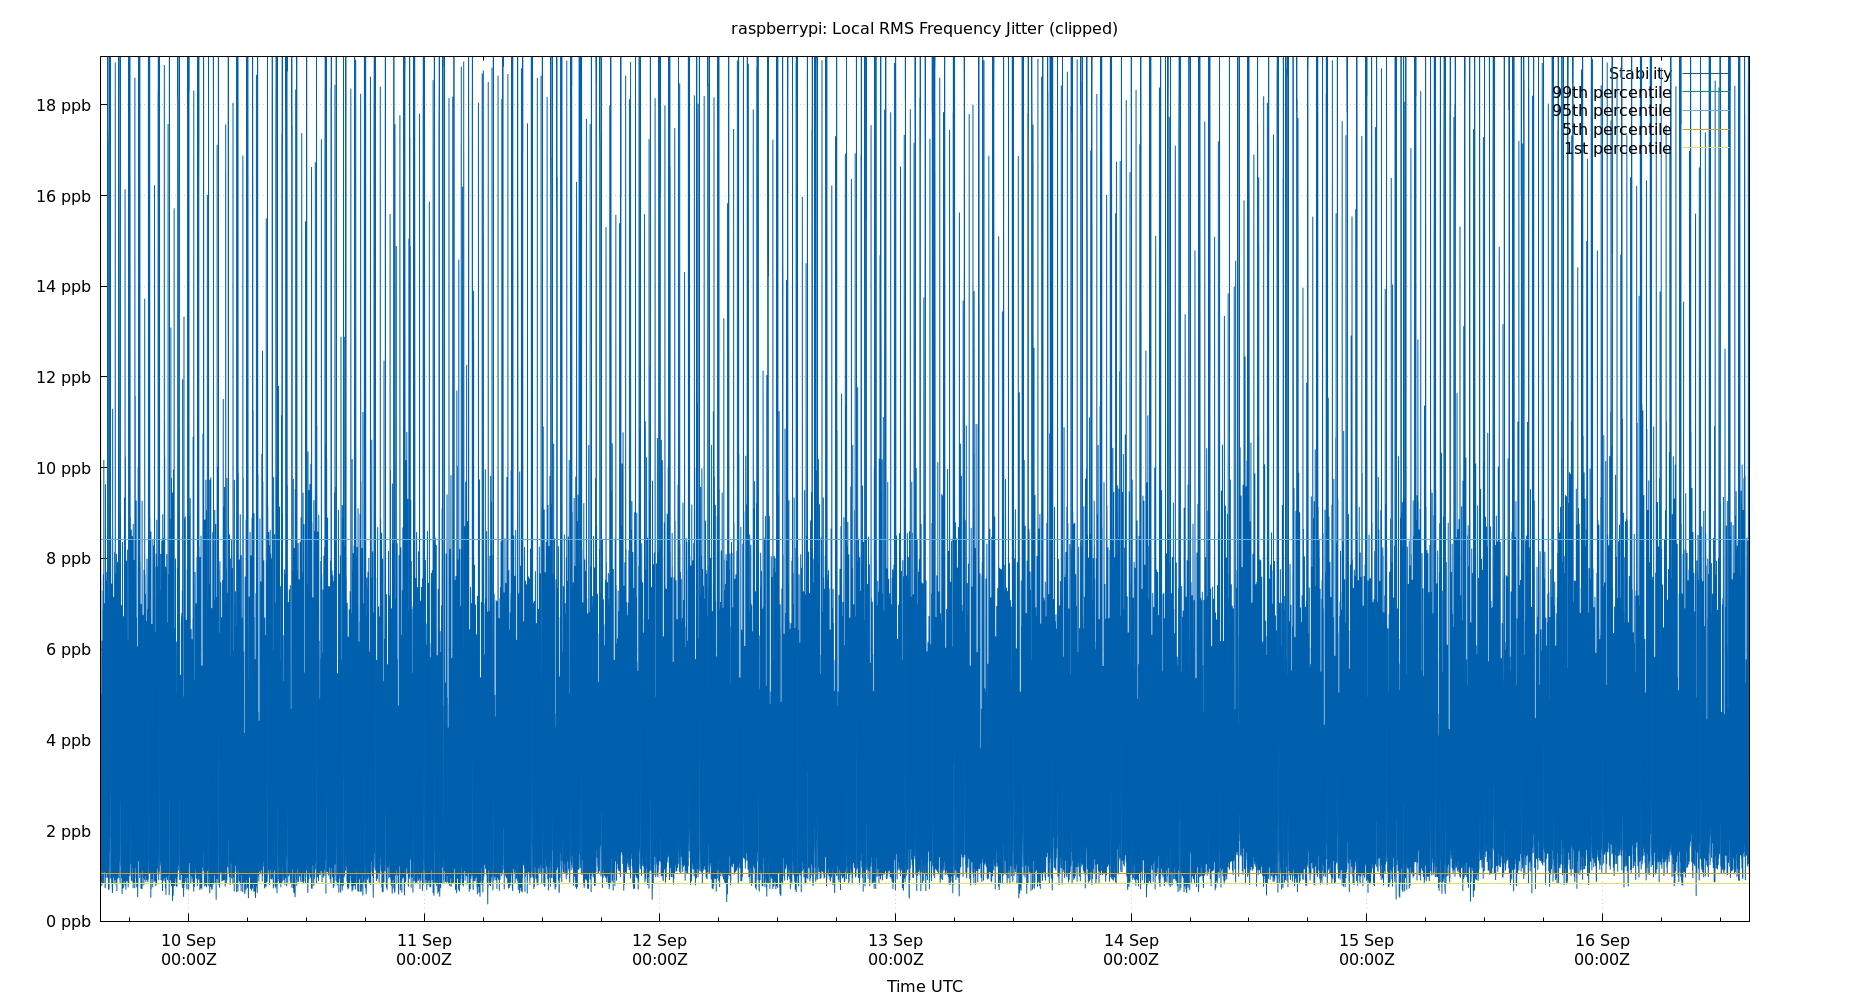 raspberrypi: Local RMS Frequency Jitter (clipped)
Stability
99th percentile
95th percentile
5th percentile
1st percentile
18 ppb
16 ppb
14 ppb
12 ppb
10 ppb
8 ppb
6 ppb
4 ppb
2 ppb
0 ppb
10 Sep 11 Sep 12 Sep 13 Sep 14 Sep 15 Sep 16 Sep
00:00Z 00:00Z 00:00Z 00:00Z 00:00Z 00:00Z 00:00Z
Time UTC